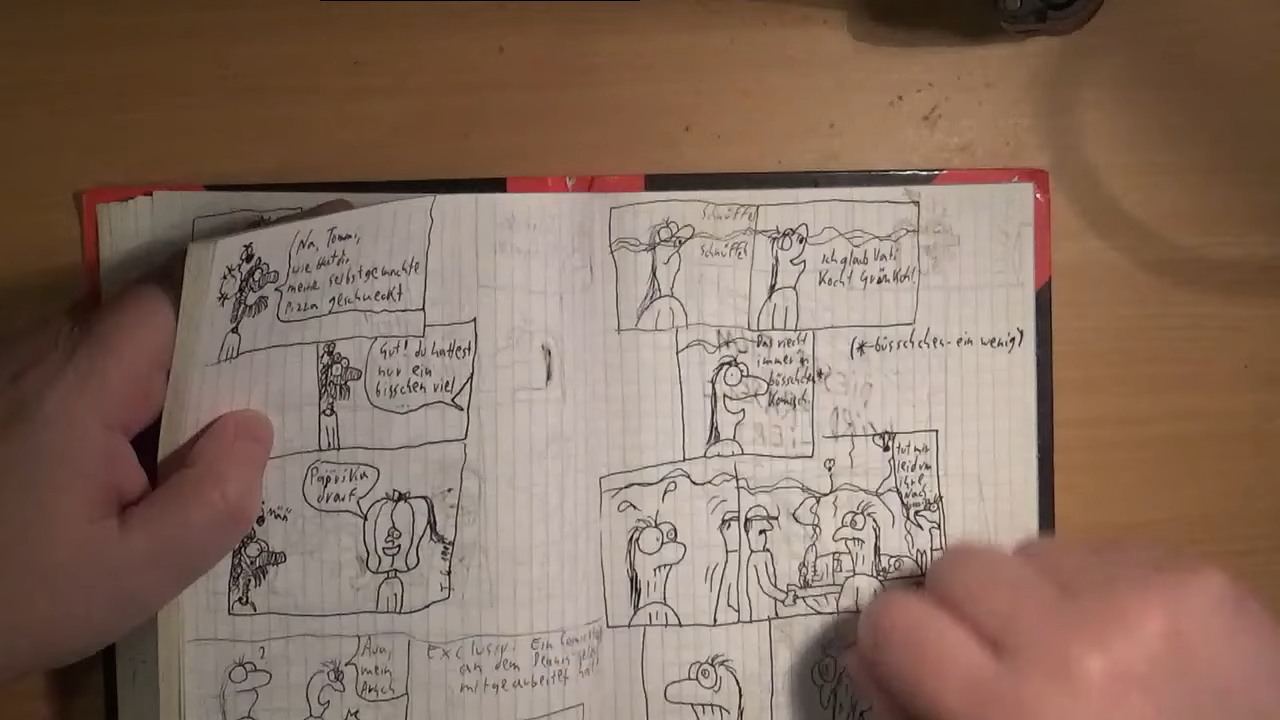 Na, Tommi,
wie hat dir
meine selbstgemachte
Pizza geschmeckt
Gut! du hattest
nur ein
bisschen viel
...
Paprika
drauf
?
Aua,
mein
Arsch
Exclusiv: Ein Comic
an dem
mitgearbeitet hat
Schnüffel
Schnüffel
ich glaub Vati
Kocht Grünkohl
Das riecht
immer n
büsschen*
Komisch.
(*-büsschen-ein wenig)
?
tut mir
leid um
ihre